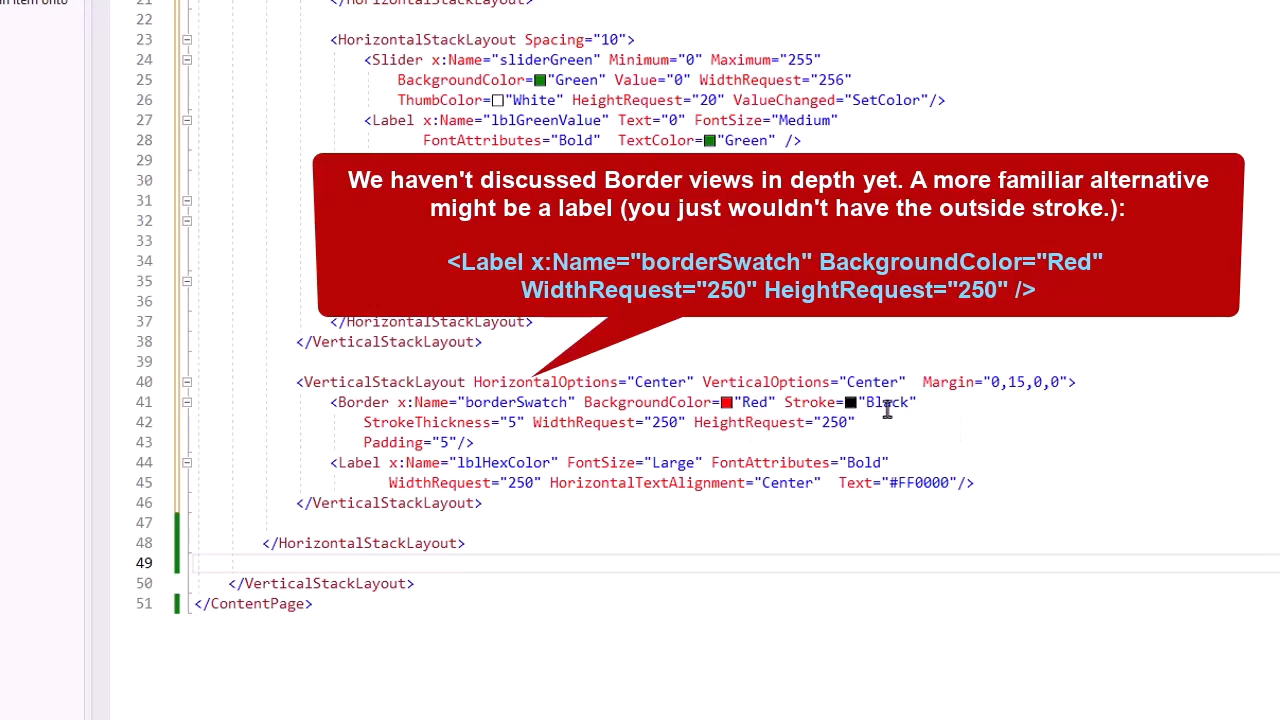 n item onto
21 </HorizontalStackLayout>
22
23 <HorizontalStackLayout Spacing="10">
24 <Slider x:Name="sliderGreen" Minimum="0" Maximum="255"
25 BackgroundColor="Green" Value="0" WidthRequest="256"
26 ThumbColor="White" HeightRequest="20" ValueChanged="SetColor"/>
27 <Label x:Name="lblGreenValue" Text="0" FontSize="Medium"
28 FontAttributes="Bold"  TextColor="Green" />
29
30
31
32
33
34
35
36
We haven't discussed Border views in depth yet. A more familiar alternative
might be a label (you just wouldn't have the outside stroke.):
<Label x:Name="borderSwatch" BackgroundColor="Red"
WidthRequest="250" HeightRequest="250" />
37 </HorizontalStackLayout>
38 </VerticalStackLayout>
39
40 <VerticalStackLayout HorizontalOptions="Center" VerticalOptions="Center"  Margin="0,15,0,0">
41 <Border x:Name="borderSwatch" BackgroundColor="Red" Stroke="Black"
42 StrokeThickness="5" WidthRequest="250" HeightRequest="250"
43 Padding="5"/>
44 <Label x:Name="lblHexColor" FontSize="Large" FontAttributes="Bold"
45 WidthRequest="250" HorizontalTextAlignment="Center"  Text="#FF0000"/>
46 </VerticalStackLayout>
47
48 </HorizontalStackLayout>
49
50 </VerticalStackLayout>
51 </ContentPage>